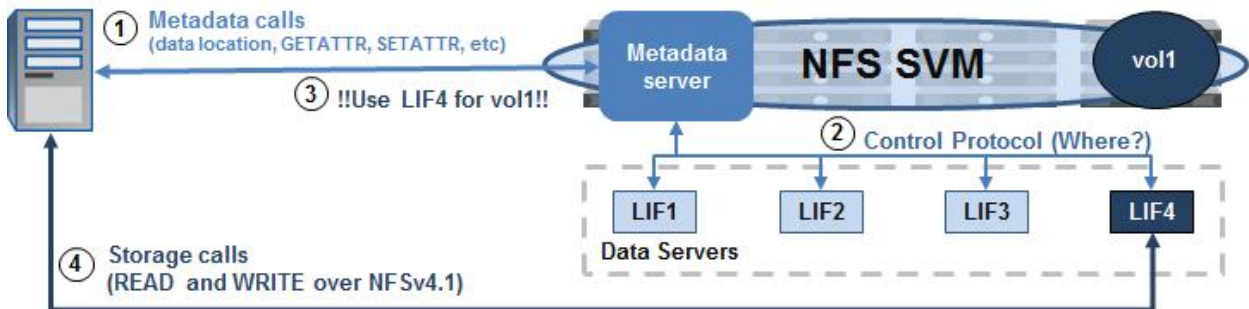 1 Metadata calls
(data location, GETATTR, SETATTR, etc)
3 !!Use LIF4 for vol1!!
Metadata
server
NFS SVM
vol1
2 Control Protocol (Where?)
LIF1 LIF2 LIF3 LIF4
Data Servers
4 Storage calls
(READ and WRITE over NFSv4.1)